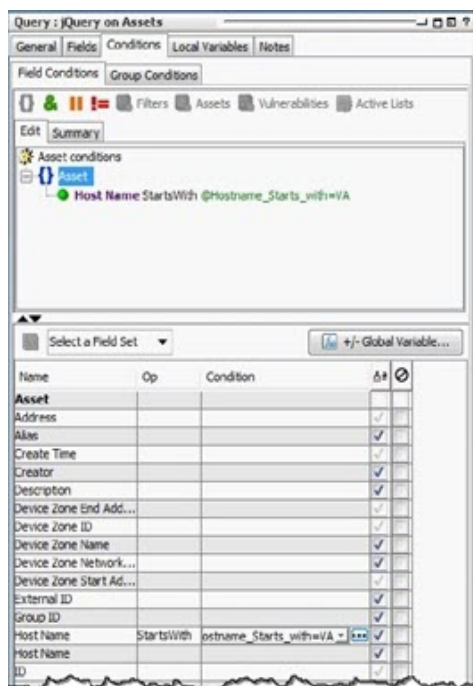 Query : jQuery on Assets
General Fields Conditions Local Variables Notes
Field Conditions Group Conditions
{} & != Filters Assets Vulnerabilities Active Lists
Edit Summary
Asset conditions
{} Asset
Host Name StartsWith @Hostname_Starts_with=VA
Select a Field Set +/- Global Variable...
Name Op Condition
Asset
Address
Alias
Create Time
Creator
Description
Device Zone End Add...
Device Zone ID
Device Zone Name
Device Zone Network...
Device Zone Start Ad...
External ID
Group ID
Host Name StartsWith ostname_Starts_with=VA
Host Name
ID